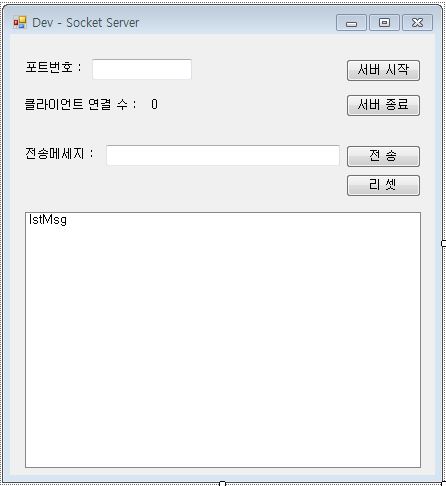 Dev - Socket Server
포트번호 :
서버 시작
클라이언트 연결 수 : 0
서버 종료
전송메세지 :
전 송
리 셋
lstMsg